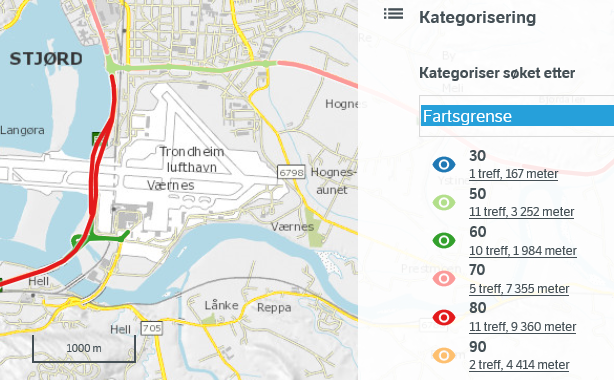 STJØRD
Langøra
Trondheim
lufthavn
Værnes
6798
Hognes
Hognes-
aunet
Værnes
Hell
Lånke
Reppa
Hell
705
1000 m
Kategorisering
Kategoriser søket etter
Fartsgrense
30
1 treff, 167 meter
50
11 treff, 3 252 meter
60
10 treff, 1 984 meter
70
5 treff, 7 355 meter
80
11 treff, 9 360 meter
90
2 treff, 4 414 meter